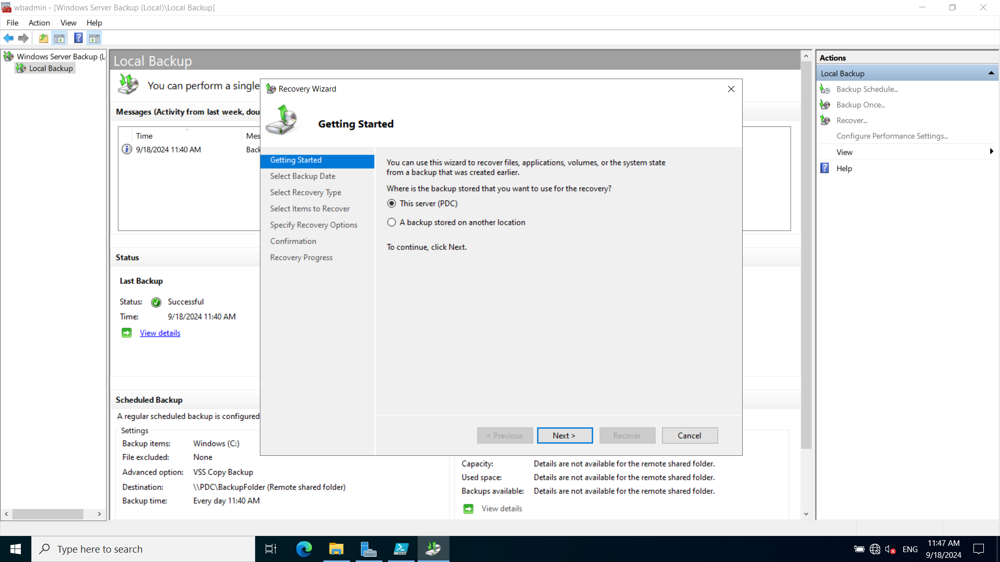 wbadmin - [Windows Server Backup (Local)\Local Backup]
File Action View Help
Windows Server Backup (L
Local Backup
Local Backup
You can perform a single
Messages (Activity from last week, dou
Time Mes
9/18/2024 11:40 AM Back
Status
Last Backup
Status: Successful
Time: 9/18/2024 11:40 AM
View details
Scheduled Backup
A regular scheduled backup is configured
Settings
Backup items: Windows (C:)
File excluded: None
Advanced option: VSS Copy Backup
Destination: \\PDC\BackupFolder (Remote shared folder)
Backup time: Every day 11:40 AM
Capacity: Details are not available for the remote shared folder.
Used space: Details are not available for the remote shared folder.
Backups available: Details are not available for the remote shared folder.
View details
Recovery Wizard
Getting Started
Getting Started
Select Backup Date
Select Recovery Type
Select Items to Recover
Specify Recovery Options
Confirmation
Recovery Progress
You can use this wizard to recover files, applications, volumes, or the system state
from a backup that was created earlier.
Where is the backup stored that you want to use for the recovery?
This server (PDC)
A backup stored on another location
To continue, click Next.
< Previous Next > Recover Cancel
Actions
Local Backup
Backup Schedule...
Backup Once...
Recover...
Configure Performance Settings...
View
Help
Type here to search
ENG
11:47 AM
9/18/2024